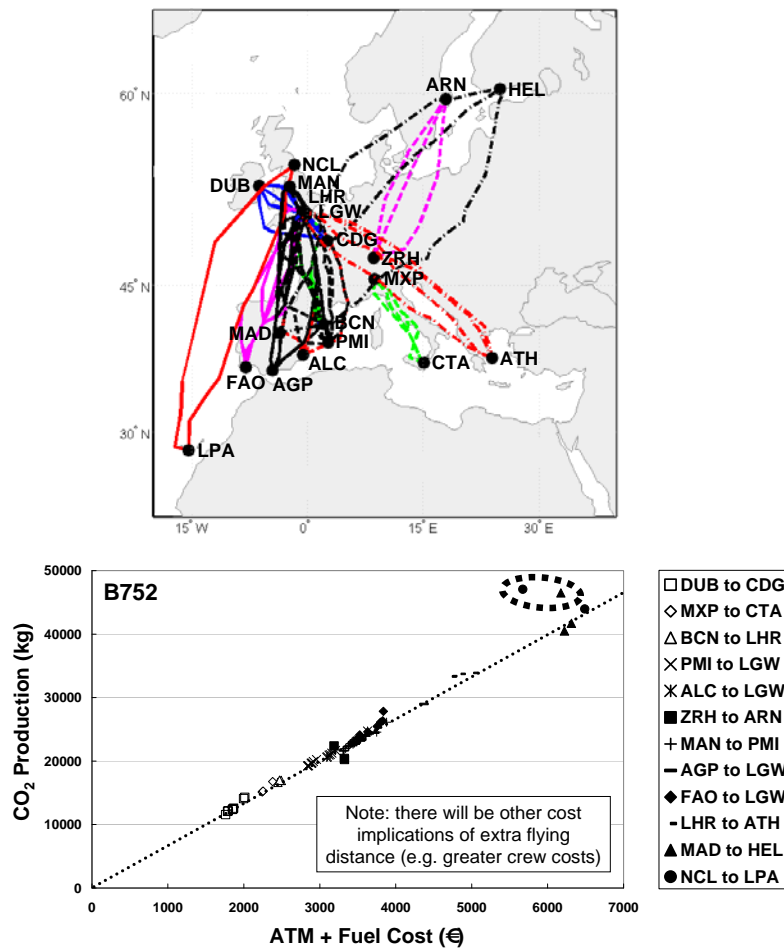 ARN
HEL
60° N
NCL
DUB
MAN
LHR
LGW
CDG
ZRH
MXP
45° N
BCN
MAD
PMI
ALC
CTA
ATH
FAO
AGP
30° N
LPA
15° W
0°
15° E
30° E
B752
CO2 Production (kg)
50000
40000
30000
20000
10000
0
Note: there will be other cost
implications of extra flying
distance (e.g. greater crew costs)
0
1000
2000
3000
4000
5000
6000
7000
ATM + Fuel Cost (€)
DUB to CDG
MXP to CTA
BCN to LHR
PMI to LGW
ALC to LGW
ZRH to ARN
MAN to PMI
AGP to LGW
FAO to LGW
LHR to ATH
MAD to HEL
NCL to LPA